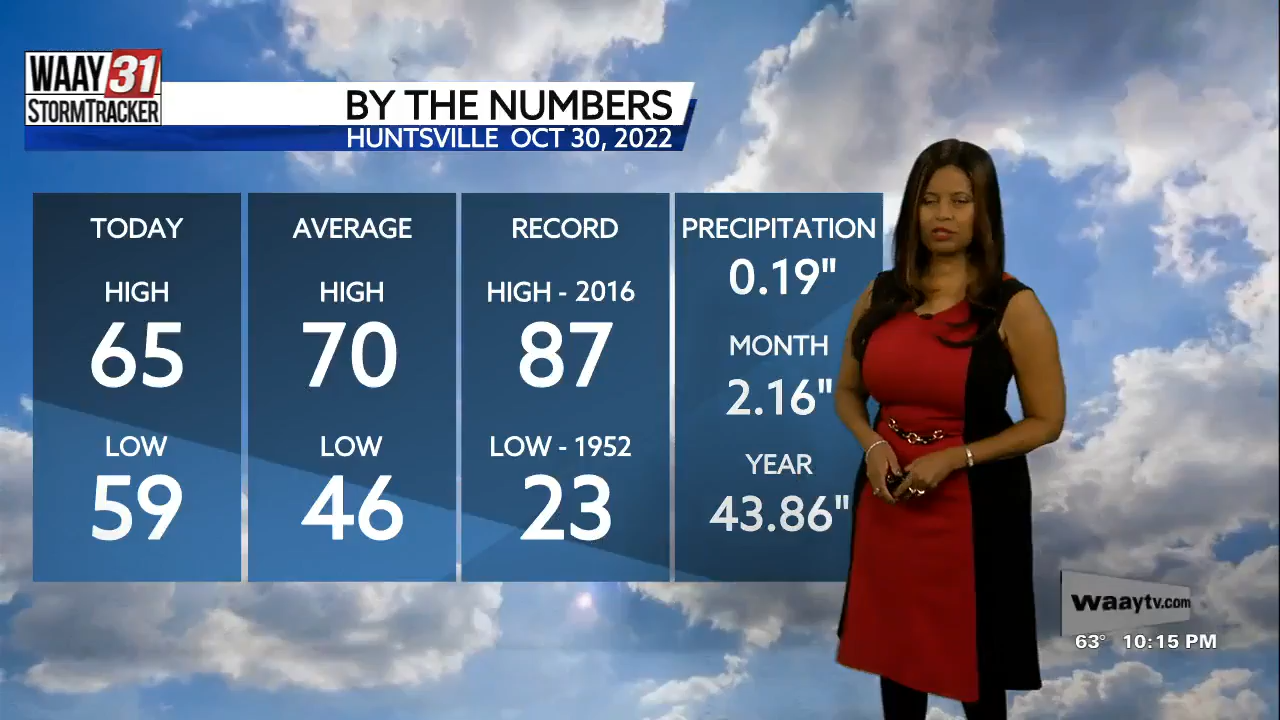 WAAY 31
STORMTRACKER
BY THE NUMBERS
HUNTSVILLE OCT 30, 2022
TODAY
HIGH
65
LOW
59
AVERAGE
HIGH
70
LOW
46
RECORD
HIGH - 2016
87
LOW - 1952
23
PRECIPITATION
0.19"
MONTH
2.16"
YEAR
43.86"
waaytv.com
63° 10:15 PM